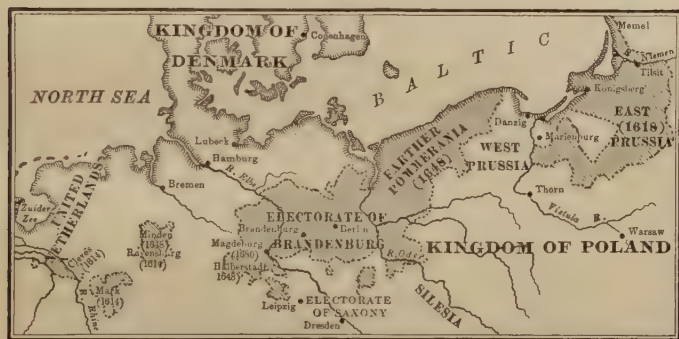 KINGDOM OF
DENMARK
Copenhagen
BALTIC
Memel
Niemen
Tilsit
Königsberg
NORTH SEA
Danzig
Marienburg
EAST
(1618)
PRUSSIA
Lubeck
Hamburg
FARTHER
POMMERANIA
(1648)
WEST
PRUSSIA
UNITED
NETHERLANDS
Zuider
Zee
Bremen
R. Elbe
Thorn
Vistula R.
Warsaw
ELECTORATE OF
BRANDENBURG
Brandenburg
Berlin
KINGDOM OF POLAND
Minden
(1648)
Ravensburg
(1614)
Magdeburg
(1680)
Halberstadt
(1648)
R. Oder
Cleves
(1614)
Mark
(1614)
R. Rhine
Leipzig
ELECTORATE
OF SAXONY
SILESIA
Dresden